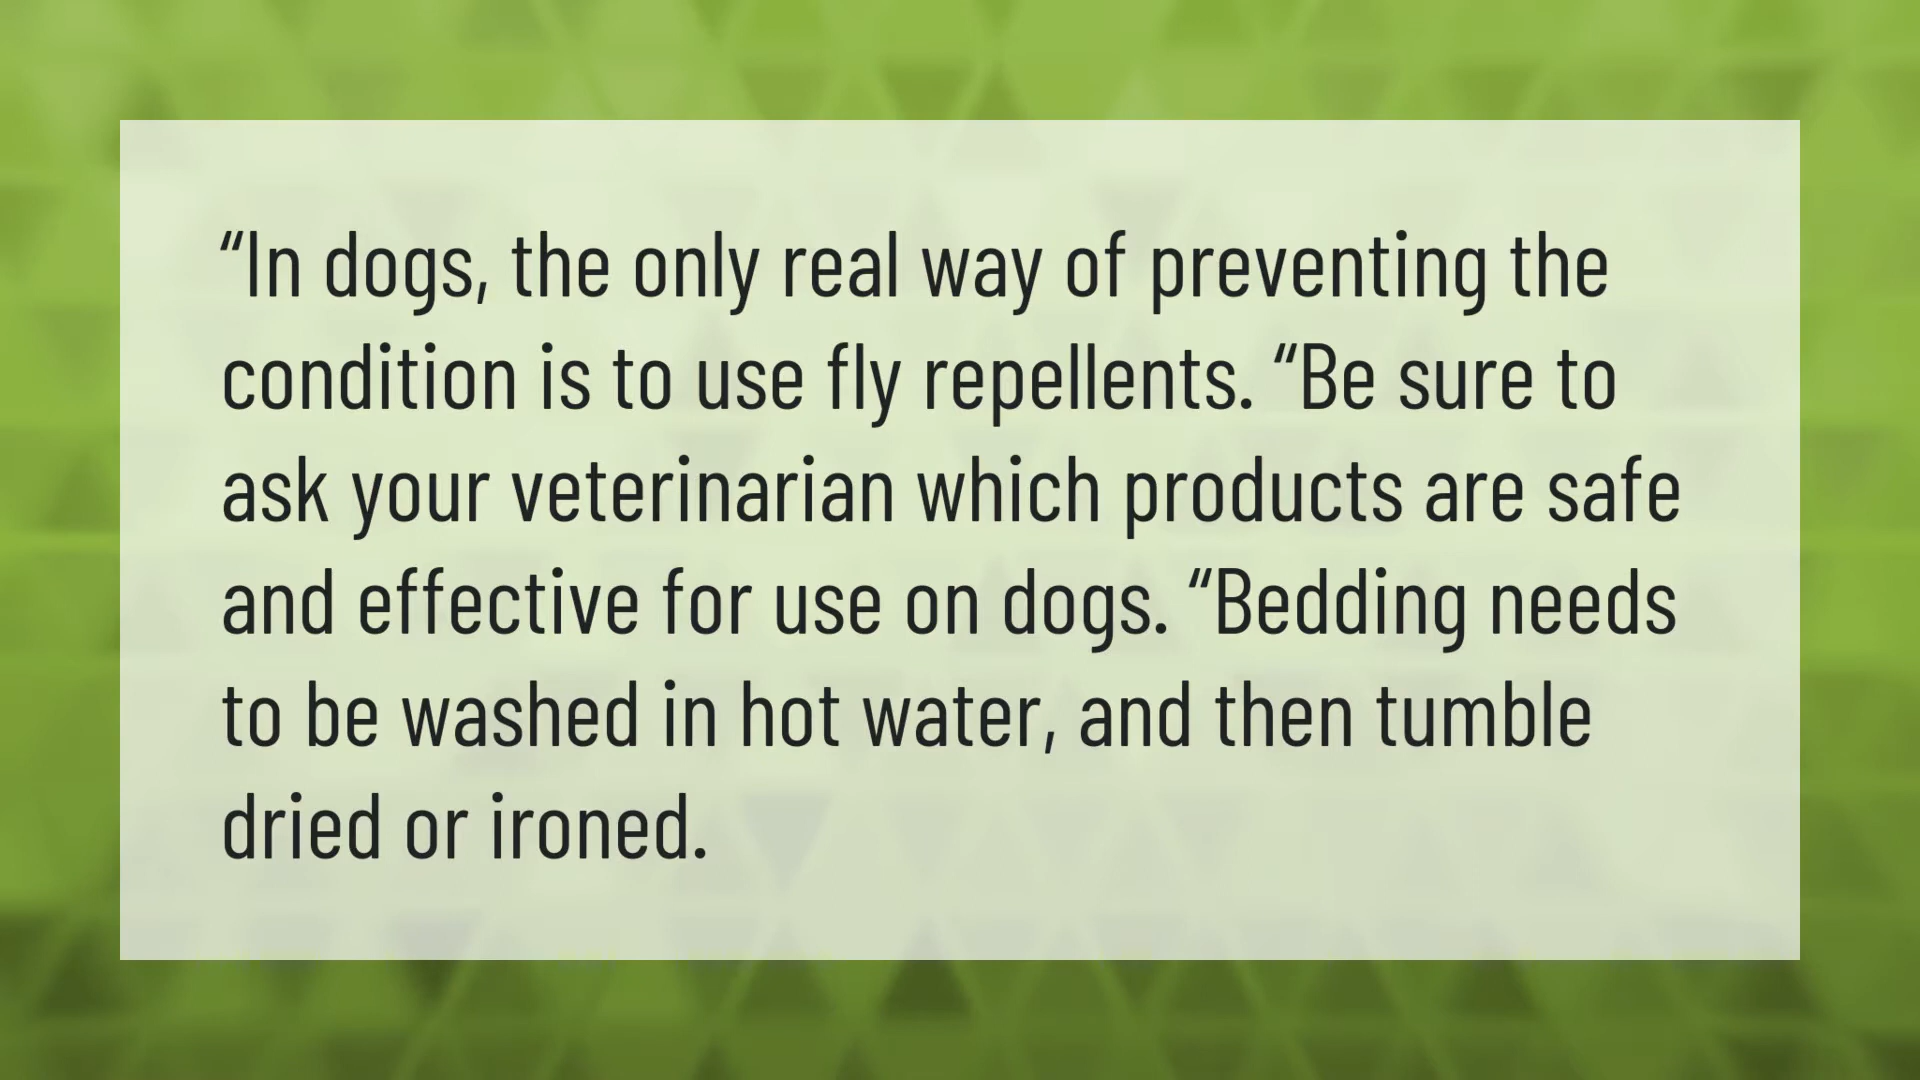 “In dogs, the only real way of preventing the
condition is to use fly repellents. “Be sure to
ask your veterinarian which products are safe
and effective for use on dogs. “Bedding needs
to be washed in hot water, and then tumble
dried or ironed.